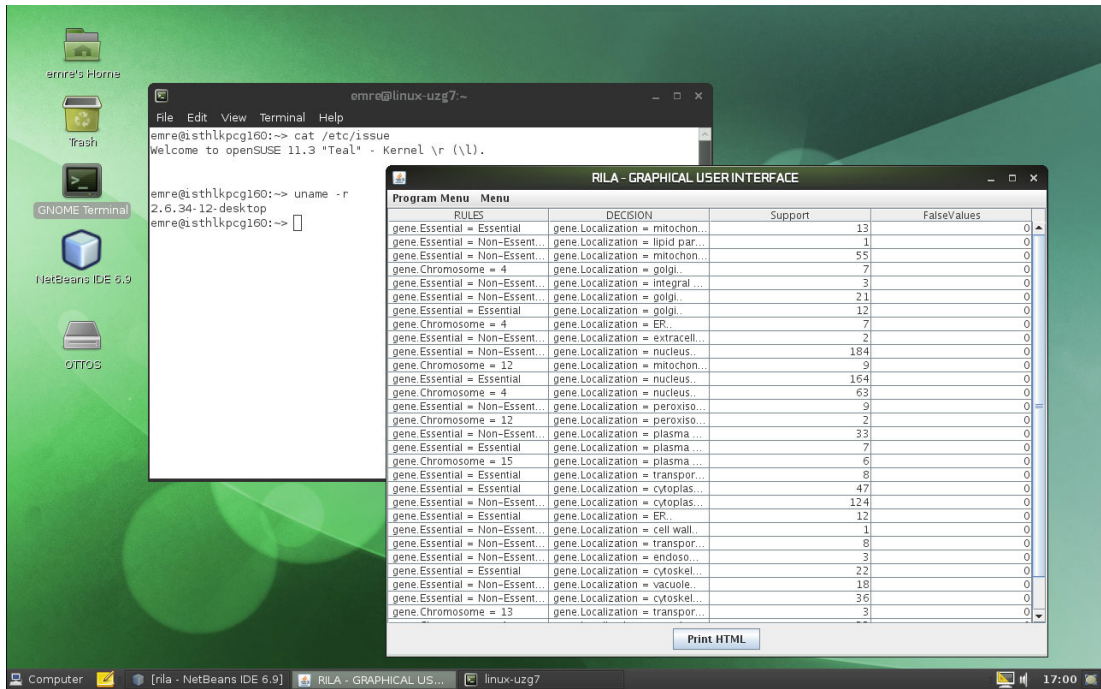 emre's Home
Trash
GNOME Terminal
NetBeans IDE 6.9
OTTOS
emre@linux-uzg7:~
File Edit View Terminal Help
emre@isthlkpcg160:~> cat /etc/issue
Welcome to openSUSE 11.3 "Teal" - Kernel \r (\l).
emre@isthlkpcg160:~> uname -r
2.6.34-12-desktop
emre@isthlkpcg160:~>
RILA - GRAPHICAL USER INTERFACE
Program Menu Menu
RULES DECISION Support FalseValues
gene.Essential = Essential gene.Localization = mitochon... 13 0
gene.Essential = Non-Essent... gene.Localization = lipid par... 1 0
gene.Essential = Non-Essent... gene.Localization = mitochon... 55 0
gene.Chromosome = 4 gene.Localization = golgi.. 7 0
gene.Essential = Non-Essent... gene.Localization = integral ... 3 0
gene.Essential = Non-Essent... gene.Localization = golgi.. 21 0
gene.Essential = Essential gene.Localization = golgi.. 12 0
gene.Chromosome = 4 gene.Localization = ER.. 7 0
gene.Essential = Non-Essent... gene.Localization = extracell... 2 0
gene.Essential = Non-Essent... gene.Localization = nucleus.. 184 0
gene.Chromosome = 12 gene.Localization = mitochon... 9 0
gene.Essential = Essential gene.Localization = nucleus.. 164 0
gene.Chromosome = 4 gene.Localization = nucleus.. 63 0
gene.Essential = Non-Essent... gene.Localization = peroxiso... 9 0
gene.Chromosome = 12 gene.Localization = peroxiso... 2 0
gene.Essential = Non-Essent... gene.Localization = plasma ... 33 0
gene.Essential = Essential gene.Localization = plasma ... 7 0
gene.Chromosome = 15 gene.Localization = plasma ... 6 0
gene.Essential = Essential gene.Localization = transpor... 8 0
gene.Essential = Essential gene.Localization = cytoplas... 47 0
gene.Essential = Non-Essent... gene.Localization = cytoplas... 124 0
gene.Essential = Essential gene.Localization = ER.. 12 0
gene.Essential = Non-Essent... gene.Localization = cell wall.. 1 0
gene.Essential = Non-Essent... gene.Localization = transpor... 8 0
gene.Essential = Non-Essent... gene.Localization = endoso... 3 0
gene.Essential = Essential gene.Localization = cytoskel... 22 0
gene.Essential = Non-Essent... gene.Localization = vacuole.. 18 0
gene.Essential = Non-Essent... gene.Localization = cytoskel... 36 0
gene.Chromosome = 13 gene.Localization = transpor... 3 0
Print HTML
Computer [rila - NetBeans IDE 6.9] RILA - GRAPHICAL US... linux-uzg7 17:00